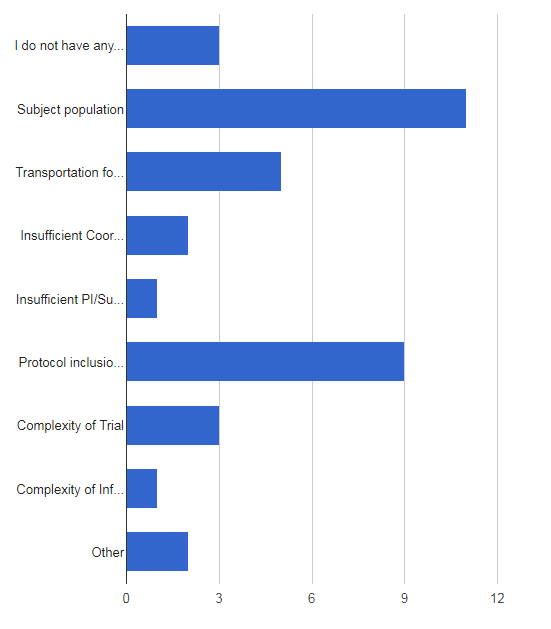 I do not have any...
Subject population
Transportation fo...
Insufficient Coor...
Insufficient PI/Su...
Protocol inclusio...
Complexity of Trial
Complexity of Inf...
Other
0 3 6 9 12